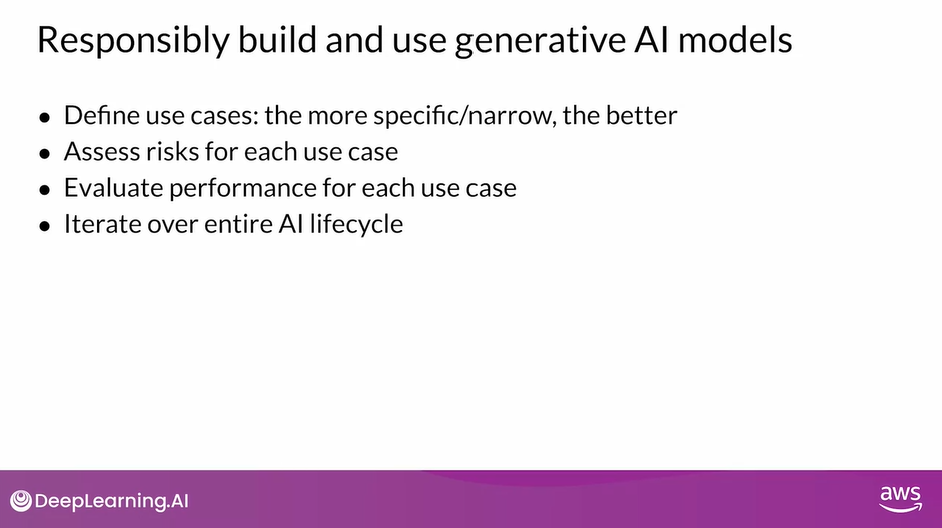 Responsibly build and use generative AI models
● Define use cases: the more specific/narrow, the better
● Assess risks for each use case
● Evaluate performance for each use case
● Iterate over entire AI lifecycle
DeepLearning.AI
aws